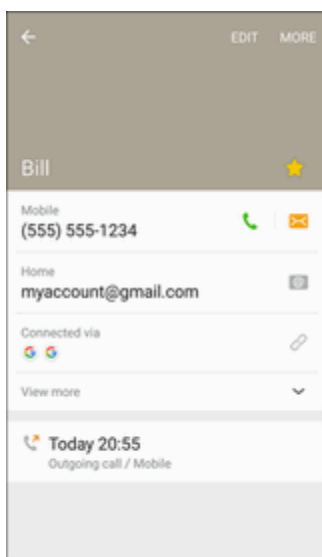 EDIT MORE
Bill
Mobile
(555) 555-1234
Home
myaccount@gmail.com
Connected via
View more
Today 20:55
Outgoing call / Mobile